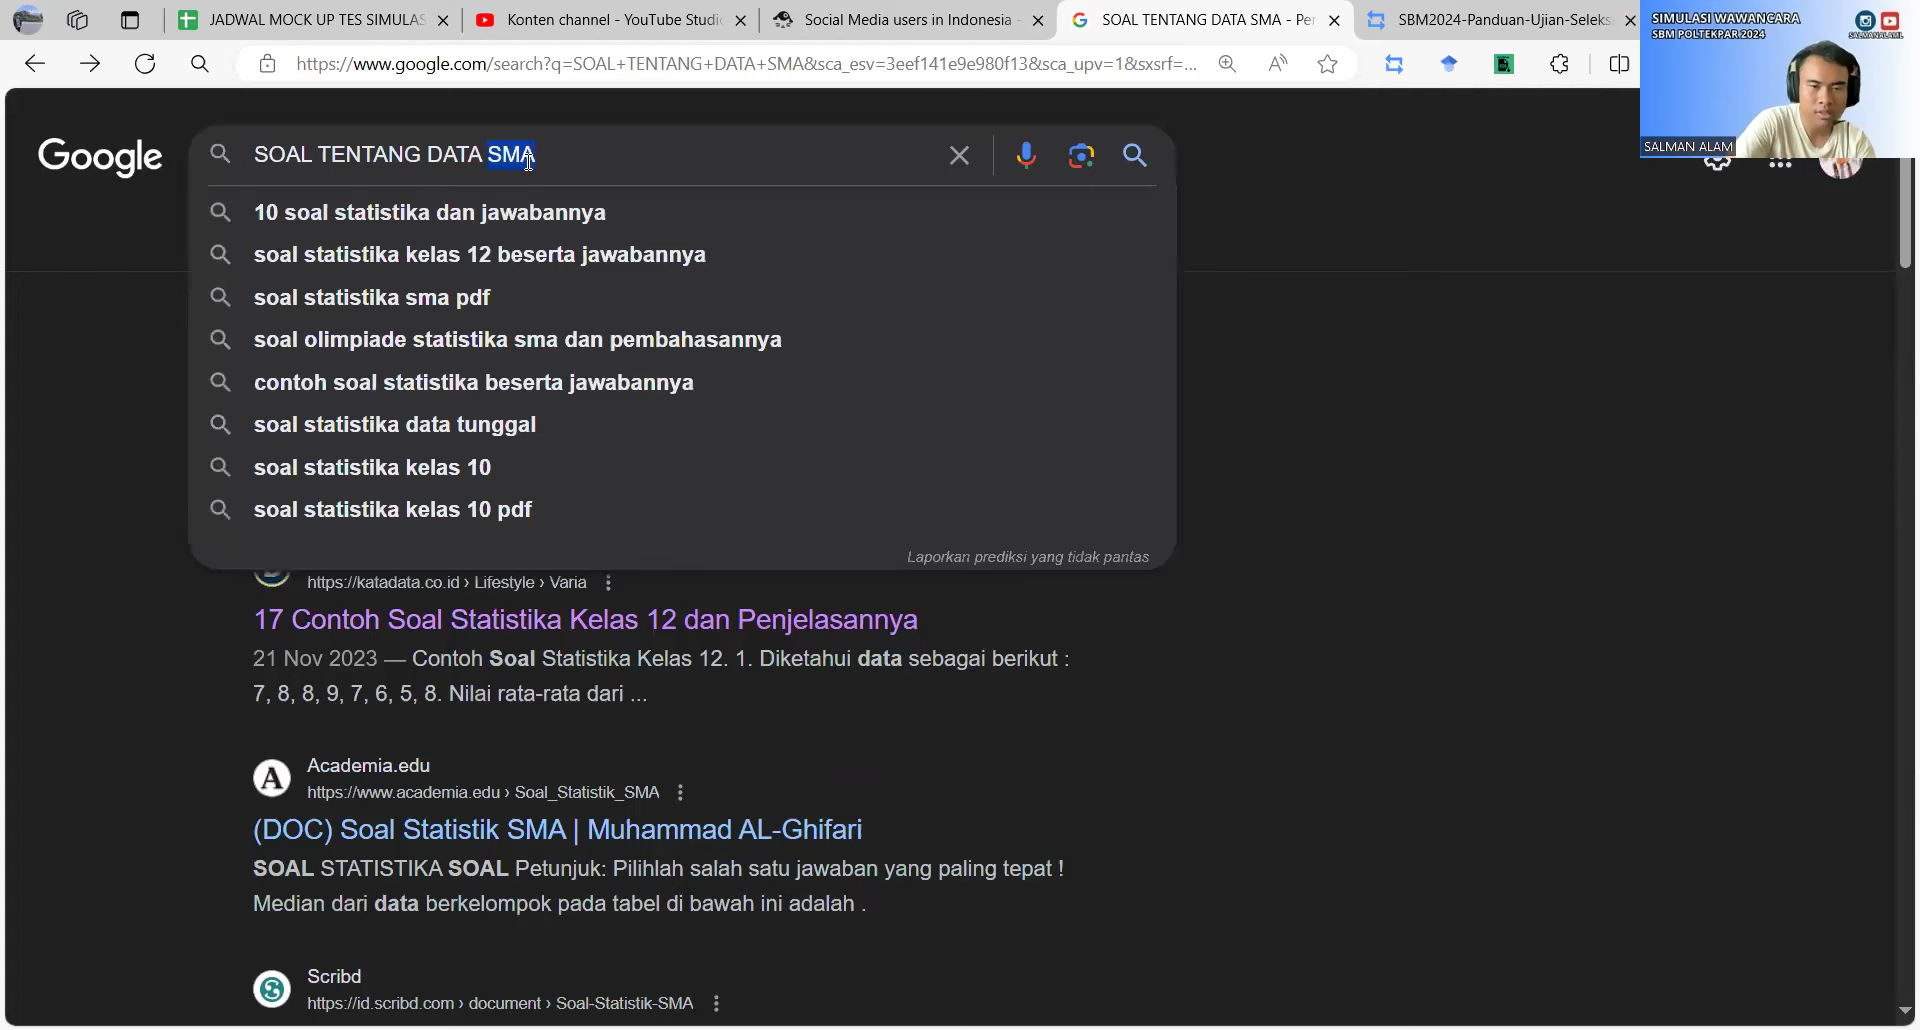 JADWAL MOCK UP TES SIMULAS
Konten channel - YouTube Studi
Social Media users in Indonesia -
SOAL TENTANG DATA SMA - Per
SBM2024-Panduan-Ujian-Seleks
SIMULASI WAWANCARA
SBM POLTEKPAR 2024
SALMANALAML
https://www.google.com/search?q=SOAL+TENTANG+DATA+SMA&sca_esv=3eef141e9e980f13&sca_upv=1&sxsrf=...
SALMAN ALAM
Google
SOAL TENTANG DATA SMA
10 soal statistika dan jawabannya
soal statistika kelas 12 beserta jawabannya
soal statistika sma pdf
soal olimpiade statistika sma dan pembahasannya
contoh soal statistika beserta jawabannya
soal statistika data tunggal
soal statistika kelas 10
soal statistika kelas 10 pdf
Laporkan prediksi yang tidak pantas
https://katadata.co.id › Lifestyle › Varia
17 Contoh Soal Statistika Kelas 12 dan Penjelasannya
21 Nov 2023 — Contoh Soal Statistika Kelas 12. 1. Diketahui data sebagai berikut :
7, 8, 8, 9, 7, 6, 5, 8. Nilai rata-rata dari ...
Academia.edu
https://www.academia.edu › Soal_Statistik_SMA
(DOC) Soal Statistik SMA | Muhammad AL-Ghifari
SOAL STATISTIKA SOAL Petunjuk: Pilihlah salah satu jawaban yang paling tepat !
Median dari data berkelompok pada tabel di bawah ini adalah .
Scribd
https://id.scribd.com › document › Soal-Statistik-SMA